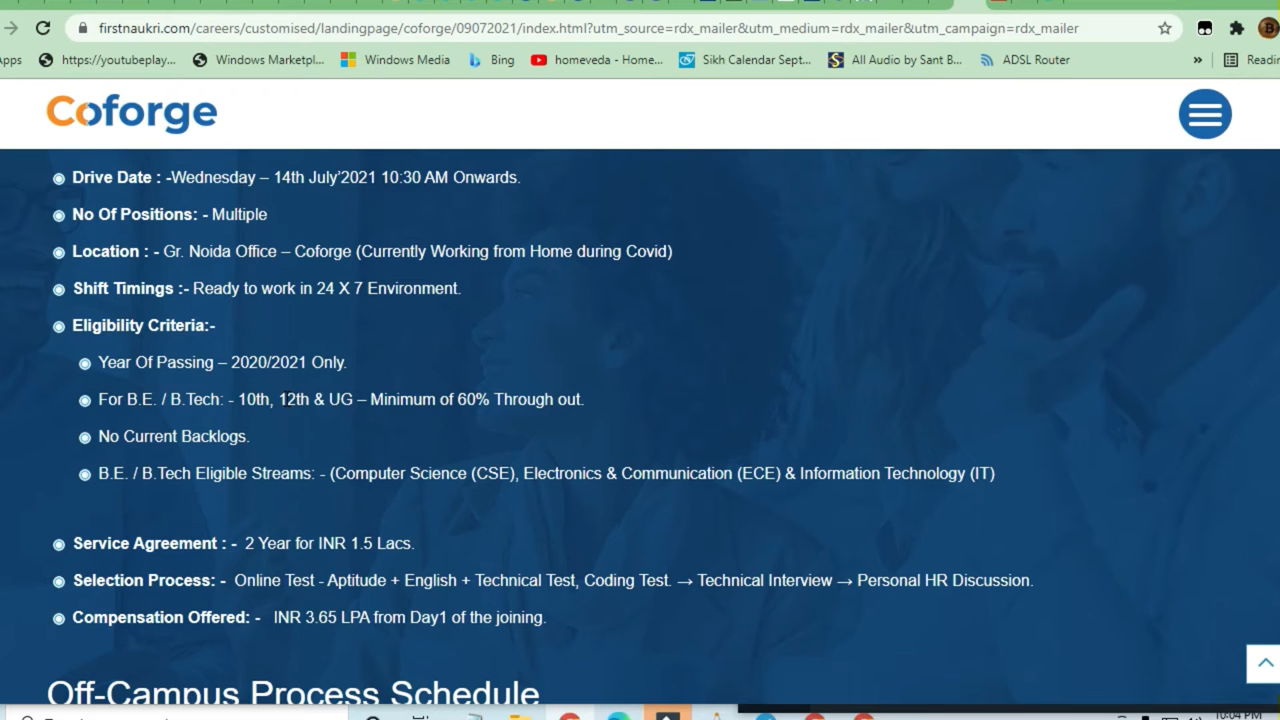 firstnaukri.com/careers/customised/landingpage/coforge/09072021/index.html?utm_source=rdx_mailer&utm_medium=rdx_mailer&utm_campaign=rdx_mailer
pps https://youtubeplay... Windows Marketpl... Windows Media Bing homeveda - Home... Sikh Calendar Sept... All Audio by Sant B... ADSL Router » Readin
Coforge
Drive Date : -Wednesday – 14th July'2021 10:30 AM Onwards.
No Of Positions: - Multiple
Location : - Gr. Noida Office – Coforge (Currently Working from Home during Covid)
Shift Timings :- Ready to work in 24 X 7 Environment.
Eligibility Criteria:-
Year Of Passing – 2020/2021 Only.
For B.E. / B.Tech: - 10th, 12th & UG – Minimum of 60% Through out.
No Current Backlogs.
B.E. / B.Tech Eligible Streams: - (Computer Science (CSE), Electronics & Communication (ECE) & Information Technology (IT)
Service Agreement : - 2 Year for INR 1.5 Lacs.
Selection Process: - Online Test - Aptitude + English + Technical Test, Coding Test. → Technical Interview → Personal HR Discussion.
Compensation Offered: - INR 3.65 LPA from Day1 of the joining.
Off-Campus Process Schedule
10:04 PM